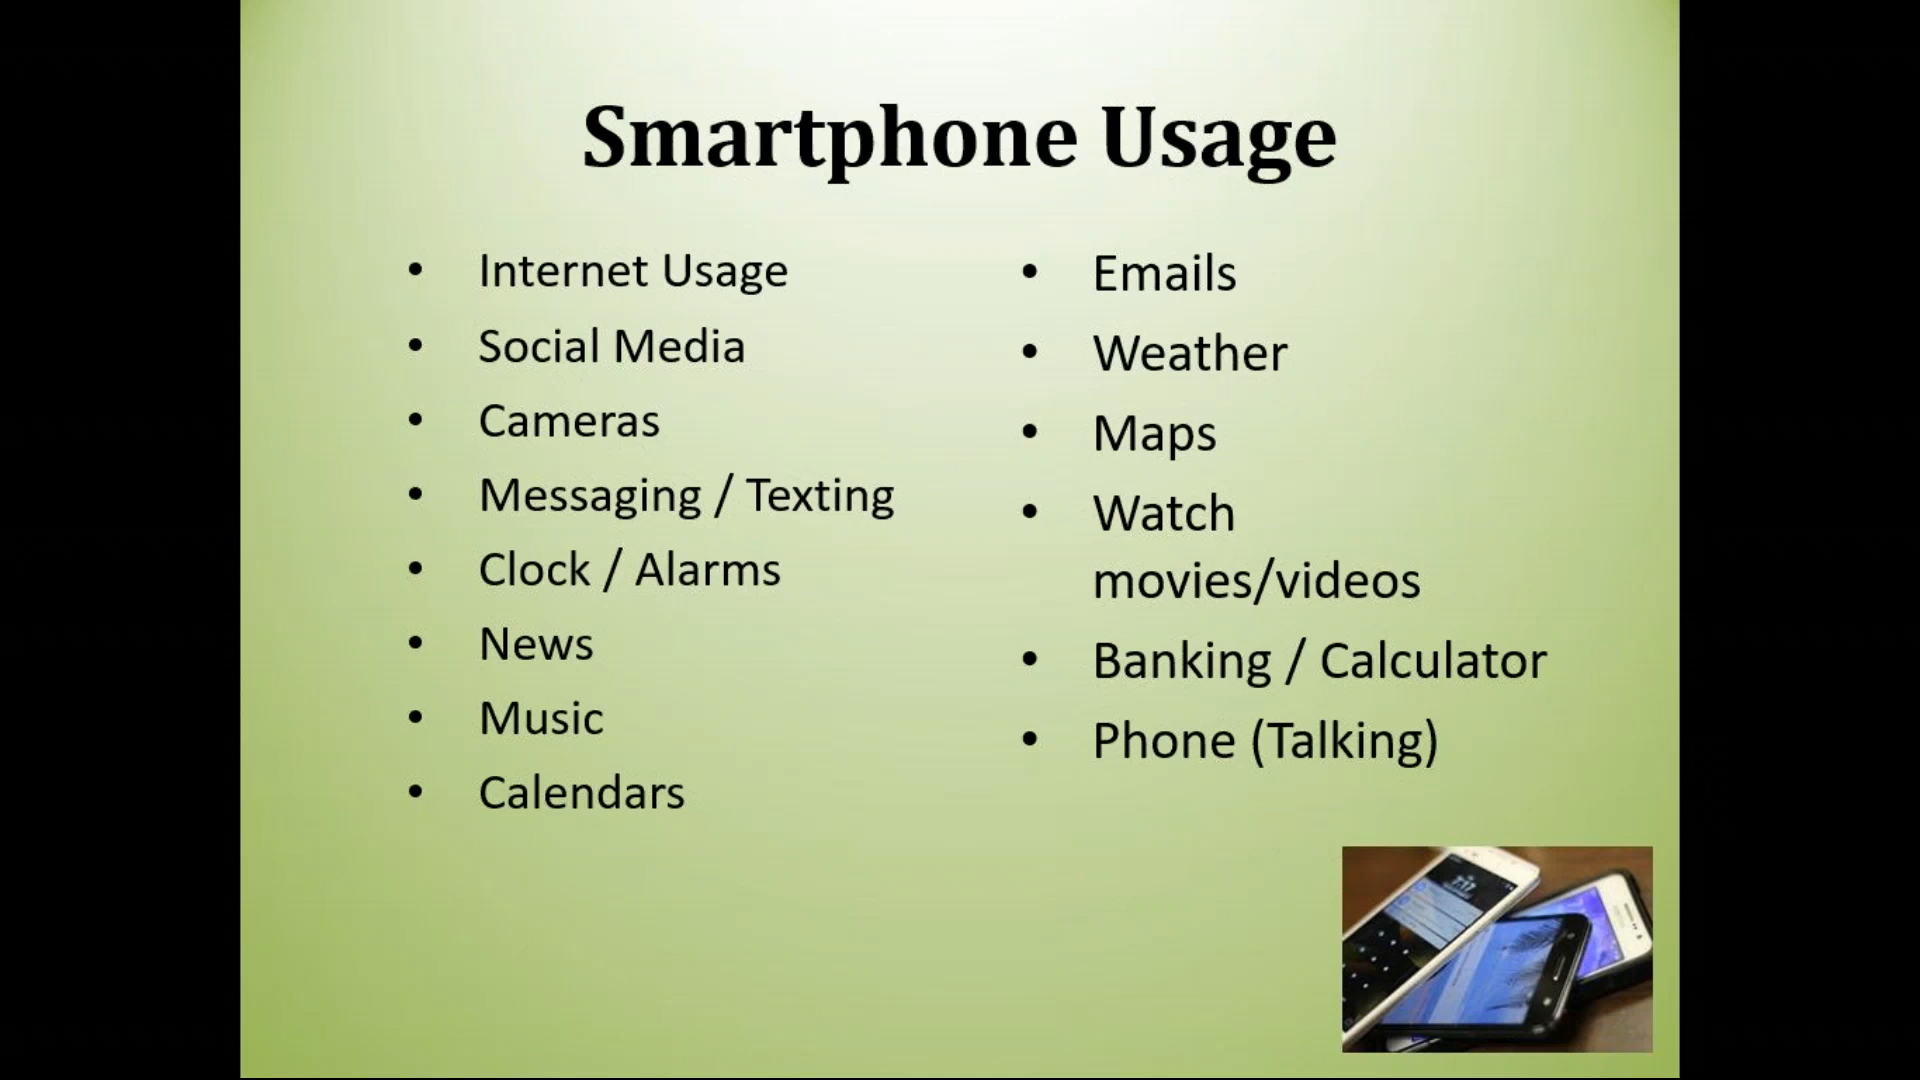 Smartphone Usage
• Internet Usage
• Social Media
• Cameras
• Messaging / Texting
• Clock / Alarms
• News
• Music
• Calendars
• Emails
• Weather
• Maps
• Watch
movies/videos
• Banking / Calculator
• Phone (Talking)